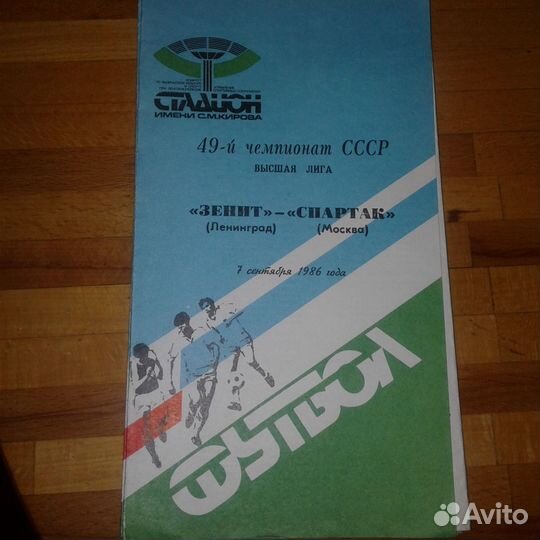 СТАДИОН
ИМЕНИ С.М.КИРОВА
49-й чемпионат СССР
ВЫСШАЯ ЛИГА
«ЗЕНИТ»–«СПАРТАК»
(Ленинград) (Москва)
7 сентября 1986 года
ФУТБОЛ
Avito